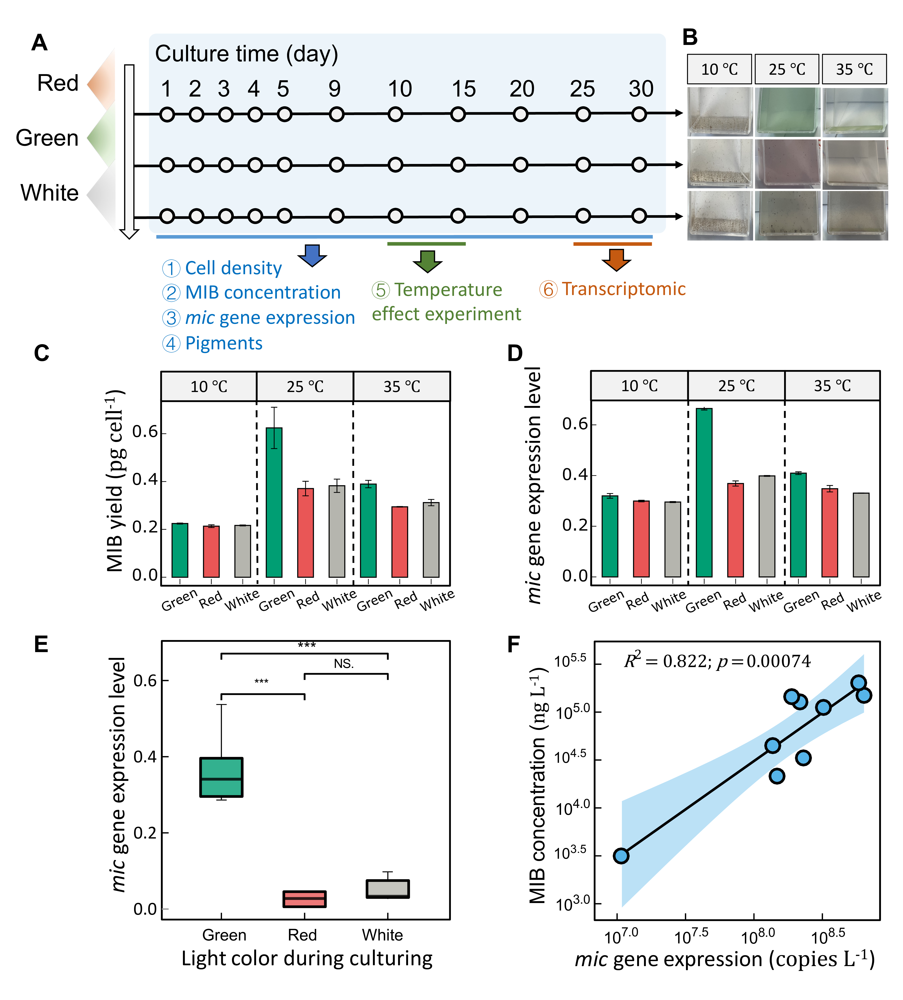 A
Red
Green
White
Culture time (day)
1 2 3 4 5 9 10 15 20 25 30
① Cell density
② MIB concentration
③ mic gene expression
④ Pigments
⑤ Temperature
effect experiment
⑥ Transcriptomic
B
10 °C 25 °C 35 °C
C
MIB yield (pg cell⁻¹)
10 °C 25 °C 35 °C
0.6
0.4
0.2
0.0
Green Red White Green Red White Green Red White
D
mic gene expression level
10 °C 25 °C 35 °C
0.6
0.4
0.2
0.0
Green Red White Green Red White Green Red White
E
mic gene expression level
***
NS.
***
0.6
0.4
0.2
0.0
Green Red White
Light color during culturing
F
MIB concentration (ng L⁻¹)
R² = 0.822; p = 0.00074
10⁵·⁵
10⁵·⁰
10⁴·⁵
10⁴·⁰
10³·⁵
10³·⁰
10⁷·⁰ 10⁷·⁵ 10⁸·⁰ 10⁸·⁵
mic gene expression (copies L⁻¹)